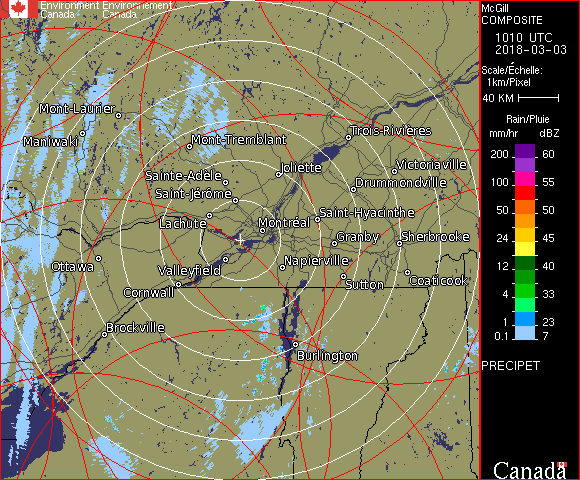 Environment Environnement
Canada Canada
Mont-Laurier
Maniwaki
Mont-Tremblant
Trois-Rivières
Joliette
Victoriaville
Sainte-Adèle
Drummondville
Saint-Jérôme
Saint-Hyacinthe
Lachute
Montréal
Granby
Sherbrooke
Ottawa
Valleyfield
Napierville
Cornwall
Sutton
Coaticook
Brockville
Burlington
McGill
COMPOSITE
1010 UTC
2018-03-03
Scale/Échelle:
1km/Pixel
40 KM
Rain/Pluie
mm/hr dBZ
200 60
55
100 55
50 50
24 45
12 40
4 33
1 23
0.1 7
PRECIPET
Canada